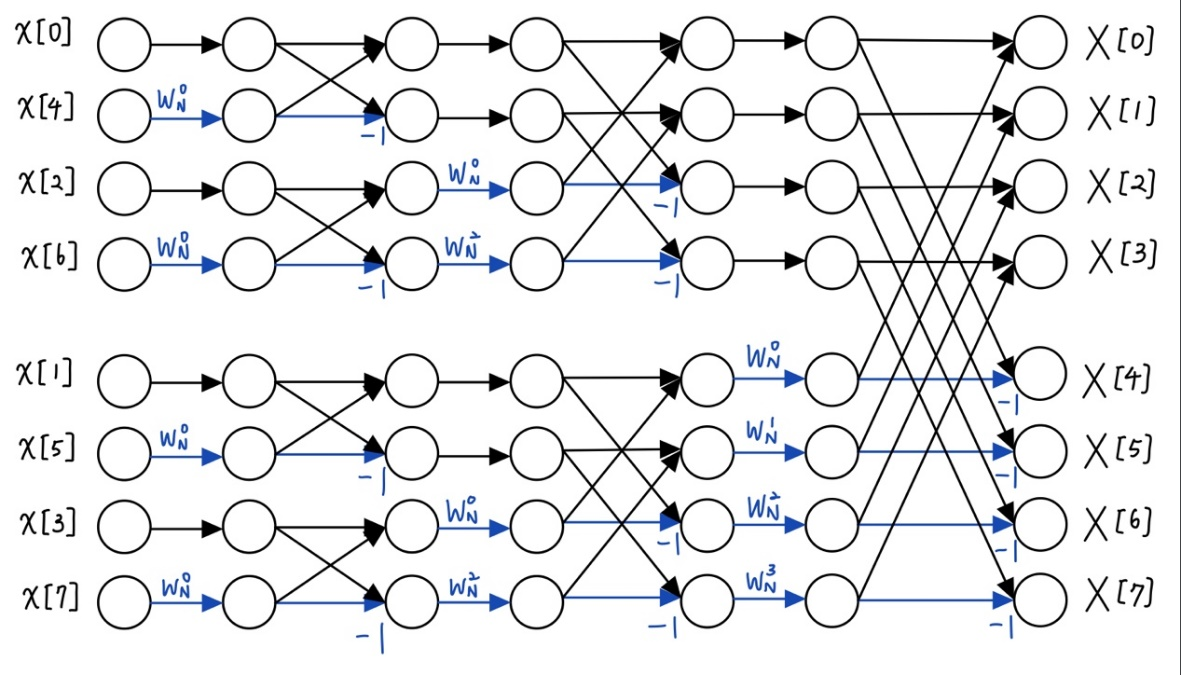 x[0] X[0]
x[4] W_N^0 -1 X[1]
x[2] W_N^0 -1 X[2]
x[6] W_N^0 -1 W_N^2 -1 X[3]
x[1] W_N^0 -1 X[4]
x[5] W_N^0 -1 W_N^1 -1 X[5]
x[3] W_N^0 -1 W_N^2 -1 X[6]
x[7] W_N^0 -1 W_N^2 -1 W_N^3 -1 X[7]